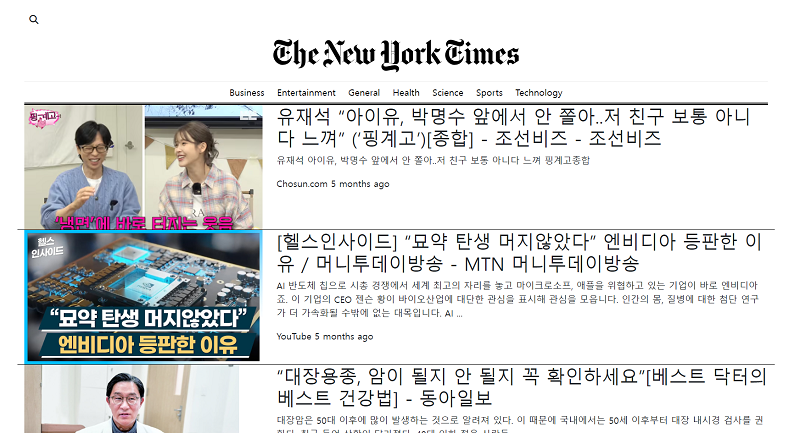 The New York Times
Business Entertainment General Health Science Sports Technology
핑계고
유재석 “아이유, 박명수 앞에서 안 쫄아..저 친구 보통 아니
다 느껴” (‘핑계고’)[종합] - 조선비즈 - 조선비즈
유재석 아이유, 박명수 앞에서 안 쫄아..저 친구 보통 아니다 느껴 핑계고종합
Chosun.com 5 months ago
'냉면'에 바로 터지는 웃음
헬스
인사이드
“묘약 탄생 머지않았다”
엔비디아 등판한 이유
[헬스인사이드] “묘약 탄생 머지않았다” 엔비디아 등판한 이
유 / 머니투데이방송 - MTN 머니투데이방송
AI 반도체 칩으로 시총 경쟁에서 세계 최고의 자리를 놓고 마이크로소프, 애플을 위협하고 있는 기업이 바로 엔비디아
죠. 이 기업의 CEO 젠슨 황이 바이오산업에 대단한 관심을 표시해 관심을 모읍니다. 인간의 몸, 질병에 대한 첨단 연구
가 더 가속화될 수밖에 없는 대목입니다. AI ...
YouTube 5 months ago
“대장용종, 암이 될지 안 될지 꼭 확인하세요”[베스트 닥터의
베스트 건강법] - 동아일보
대장암은 50대 이후에 많이 발생하는 것으로 알려져 있다. 이 때문에 국내에서는 50세 이후부터 대장 내시경 검사를 권